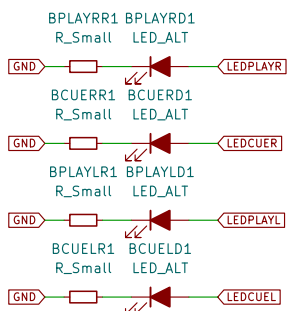 BPLAYRR1 BPLAYRD1
R_Small LED_ALT
GND LEDPLAYR
BCUERR1 BCUERD1
R_Small LED_ALT
GND LEDCUER
BPLAYLR1 BPLAYLD1
R_Small LED_ALT
GND LEDPLAYL
BCUELR1 BCUELD1
R_Small LED_ALT
GND LEDCUEL